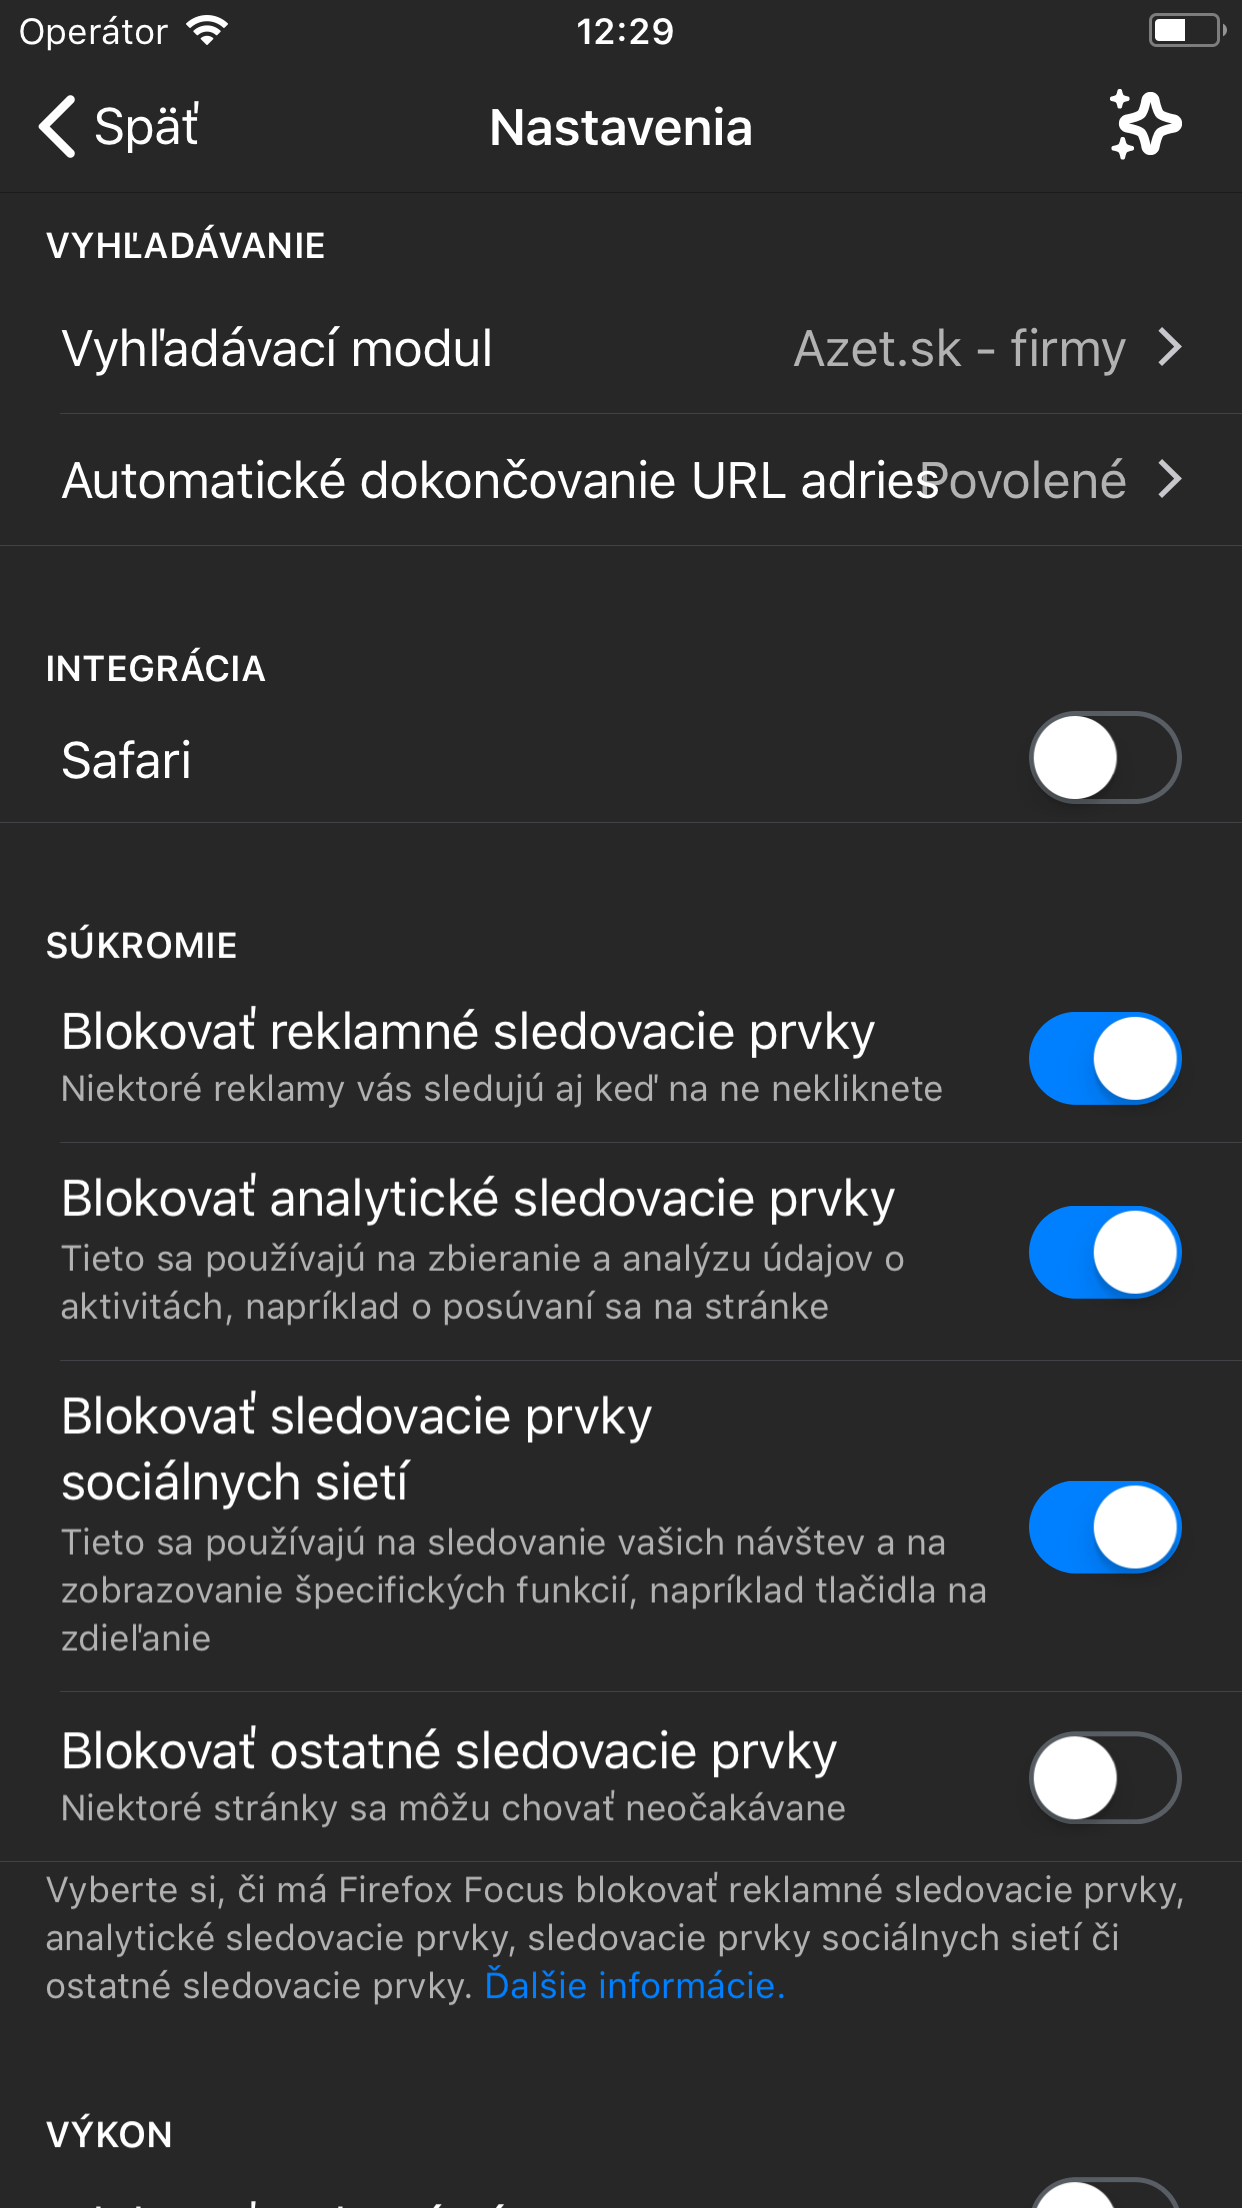 Operátor
12:29
Späť
Nastavenia
VYHĽADÁVANIE
Vyhľadávací modul
Azet.sk - firmy
Automatické dokončovanie URL adries
Povolené
INTEGRÁCIA
Safari
SÚKROMIE
Blokovať reklamné sledovacie prvky
Niektoré reklamy vás sledujú aj keď na ne nekliknete
Blokovať analytické sledovacie prvky
Tieto sa používajú na zbieranie a analýzu údajov o
aktivitách, napríklad o posúvaní sa na stránke
Blokovať sledovacie prvky
sociálnych sietí
Tieto sa používajú na sledovanie vašich návštev a na
zobrazovanie špecifických funkcií, napríklad tlačidla na
zdieľanie
Blokovať ostatné sledovacie prvky
Niektoré stránky sa môžu chovať neočakávane
Vyberte si, či má Firefox Focus blokovať reklamné sledovacie prvky,
analytické sledovacie prvky, sledovacie prvky sociálnych sietí či
ostatné sledovacie prvky. Ďalšie informácie.
VÝKON